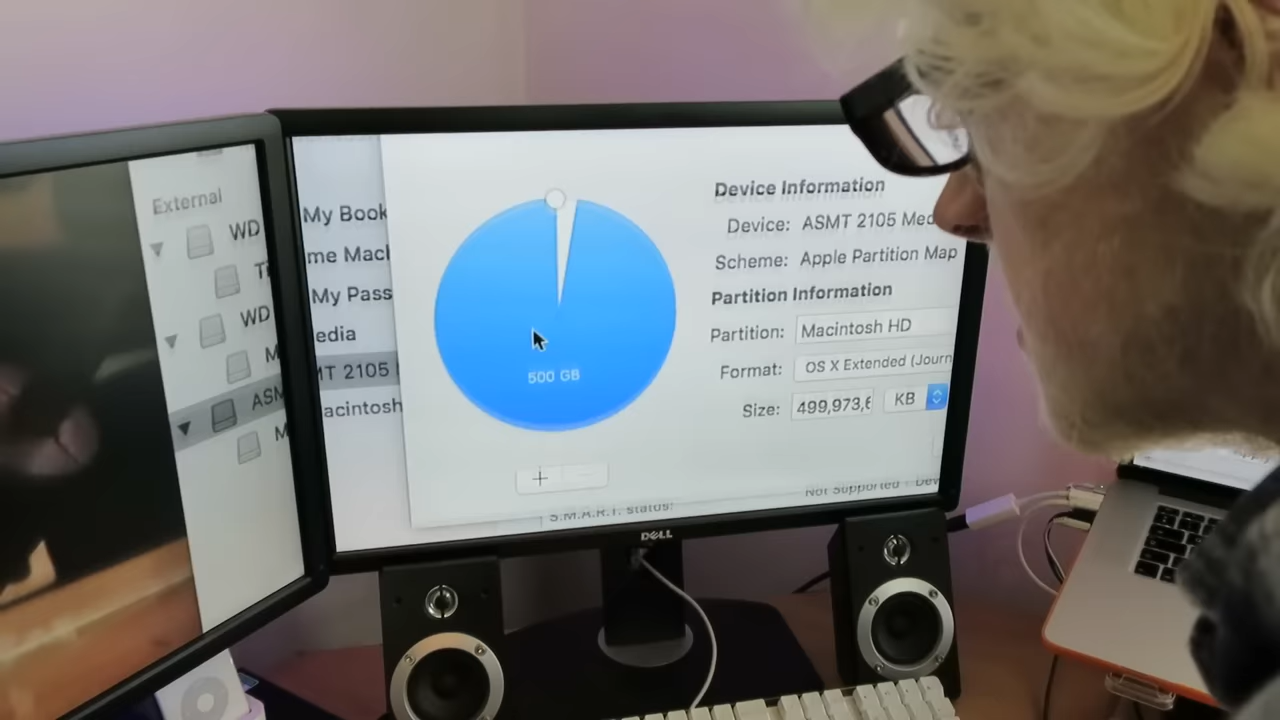 External
WD
WD
ASM
My Book
me Mac
My Pass
edia
MT 2105
acintosh
500 GB
+
Device Information
Device: ASMT 2105 Med
Scheme: Apple Partition Map
Partition Information
Partition: Macintosh HD
Format: OS X Extended (Journ
Size: 499,973,6 KB
Not Supported
S.M.A.R.T. status:
DELL